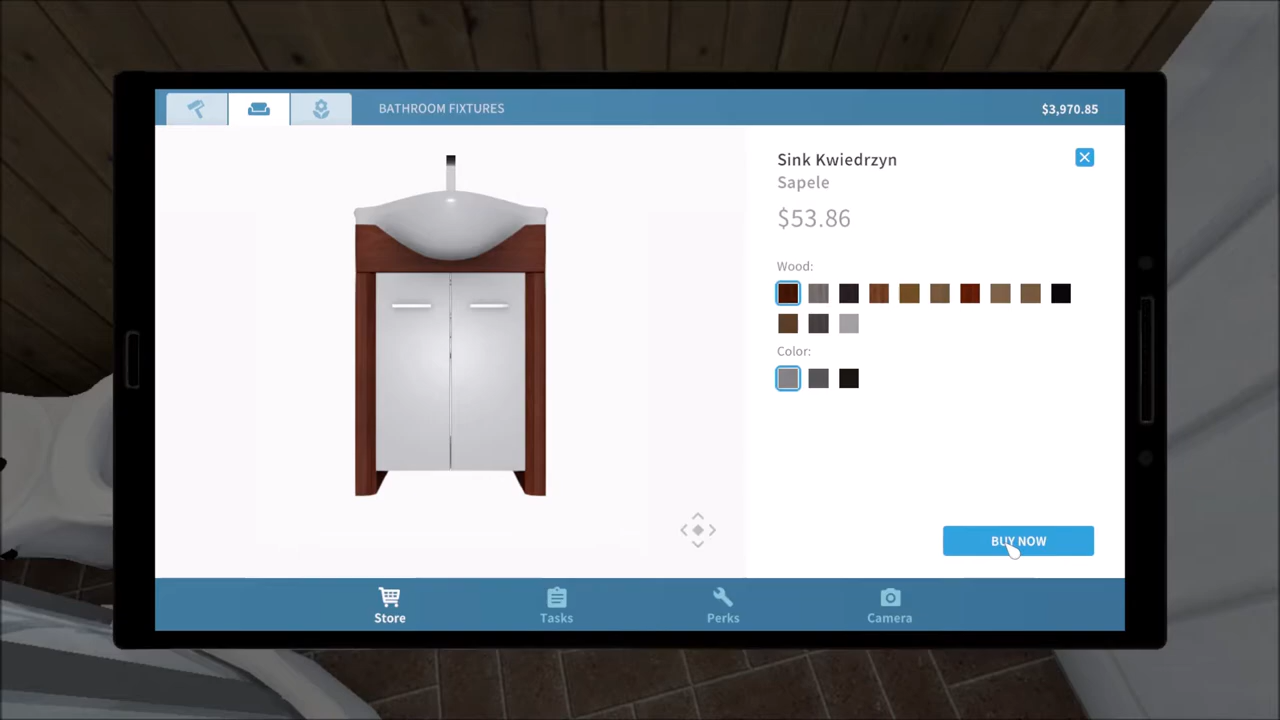 BATHROOM FIXTURES
$3,970.85
Sink Kwiedrzyn
Sapele
$53.86
Wood:
Color:
BUY NOW
Store
Tasks
Perks
Camera